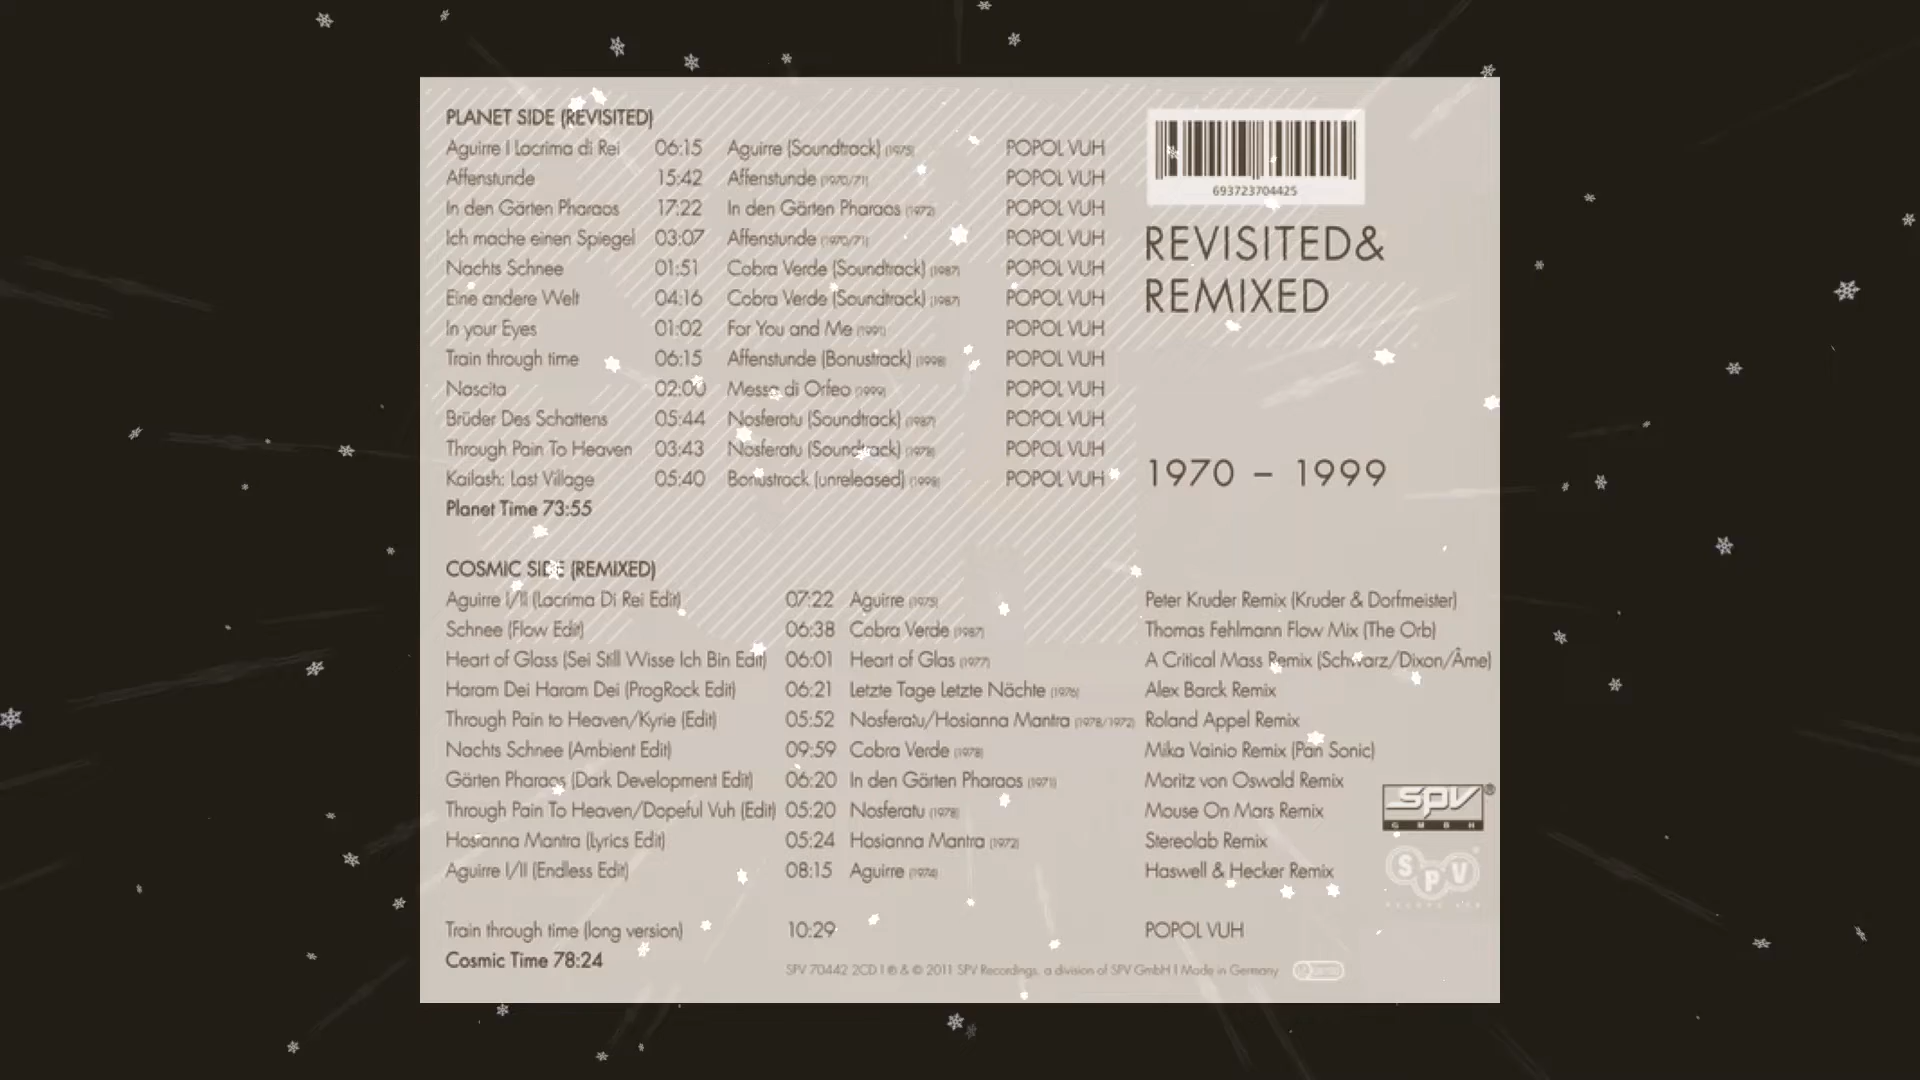 PLANET SIDE (REVISITED)
Aguirre I Lacrima di Rei 06:15 Aguirre (Soundtrack) (1975) POPOL VUH
Affenstunde 15:42 Affenstunde (1970/71) POPOL VUH
In den Gärten Pharaos 17:22 In den Gärten Pharaos (1972) POPOL VUH
Ich mache einen Spiegel 03:07 Affenstunde (1970/71) POPOL VUH
Nachts Schnee 01:51 Cobra Verde (Soundtrack) (1987) POPOL VUH
Eine andere Welt 04:16 Cobra Verde (Soundtrack) (1987) POPOL VUH
In your Eyes 01:02 For You and Me (1991) POPOL VUH
Train through time 06:15 Affenstunde (Bonustrack) (1998) POPOL VUH
Nascita 02:00 Messa di Orfeo (1999) POPOL VUH
Brüder Des Schattens 05:44 Nosferatu (Soundtrack) (1987) POPOL VUH
Through Pain To Heaven 03:43 Nosferatu (Soundtrack) (1978) POPOL VUH
Kailash: Last Village 05:40 Bonustrack (unreleased) (1998) POPOL VUH
Planet Time 73:55
693723704425
REVISITED&
REMIXED
1970 – 1999
COSMIC SIDE (REMIXED)
Aguirre I/II (Lacrima Di Rei Edit) 07:22 Aguirre (1975) Peter Kruder Remix (Kruder & Dorfmeister)
Schnee (Flow Edit) 06:38 Cobra Verde (1987) Thomas Fehlmann Flow Mix (The Orb)
Heart of Glass (Sei Still Wisse Ich Bin Edit) 06:01 Heart of Glas (1977) A Critical Mass Remix (Schwarz/Dixon/Âme)
Haram Dei Haram Dei (ProgRock Edit) 06:21 Letzte Tage Letzte Nächte (1976) Alex Barck Remix
Through Pain to Heaven/Kyrie (Edit) 05:52 Nosferatu/Hosianna Mantra (1978/1972) Roland Appel Remix
Nachts Schnee (Ambient Edit) 09:59 Cobra Verde (1978) Mika Vainio Remix (Pan Sonic)
Gärten Pharaos (Dark Development Edit) 06:20 In den Gärten Pharaos (1971) Moritz von Oswald Remix
Through Pain To Heaven/Dopeful Vuh (Edit) 05:20 Nosferatu (1978) Mouse On Mars Remix
Hosianna Mantra (Lyrics Edit) 05:24 Hosianna Mantra (1972) Stereolab Remix
Aguirre I/II (Endless Edit) 08:15 Aguirre (1974) Haswell & Hecker Remix
Train through time (long version) 10:29 POPOL VUH
Cosmic Time 78:24
SPV 70442 2CD I ℗ & © 2011 SPV Recordings, a division of SPV GmbH I Made in Germany
SPV®
GMBH
SPV